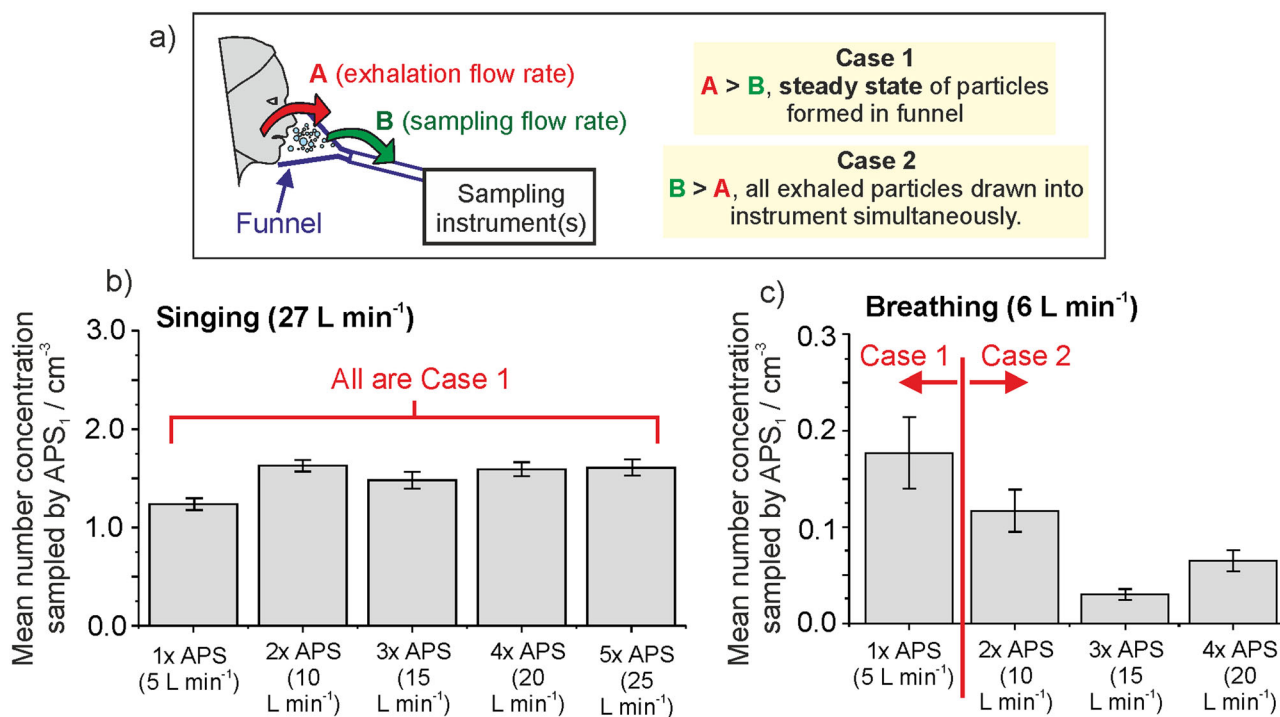 a)
A (exhalation flow rate)
B (sampling flow rate)
Funnel
Sampling
instrument(s)
Case 1
A > B, steady state of particles
formed in funnel
Case 2
B > A, all exhaled particles drawn into
instrument simultaneously.
b)
Singing (27 L min⁻¹)
All are Case 1
Mean number concentration
sampled by APS₁ / cm⁻³
3.0
2.0
1.0
0.0
1x APS
(5 L min⁻¹)
2x APS
(10
L min⁻¹)
3x APS
(15
L min⁻¹)
4x APS
(20
L min⁻¹)
5x APS
(25
L min⁻¹)
c)
Breathing (6 L min⁻¹)
Case 1
Case 2
Mean number concentration
sampled by APS₁ / cm⁻³
0.3
0.2
0.1
0.0
1x APS
(5 L min⁻¹)
2x APS
(10
L min⁻¹)
3x APS
(15
L min⁻¹)
4x APS
(20
L min⁻¹)